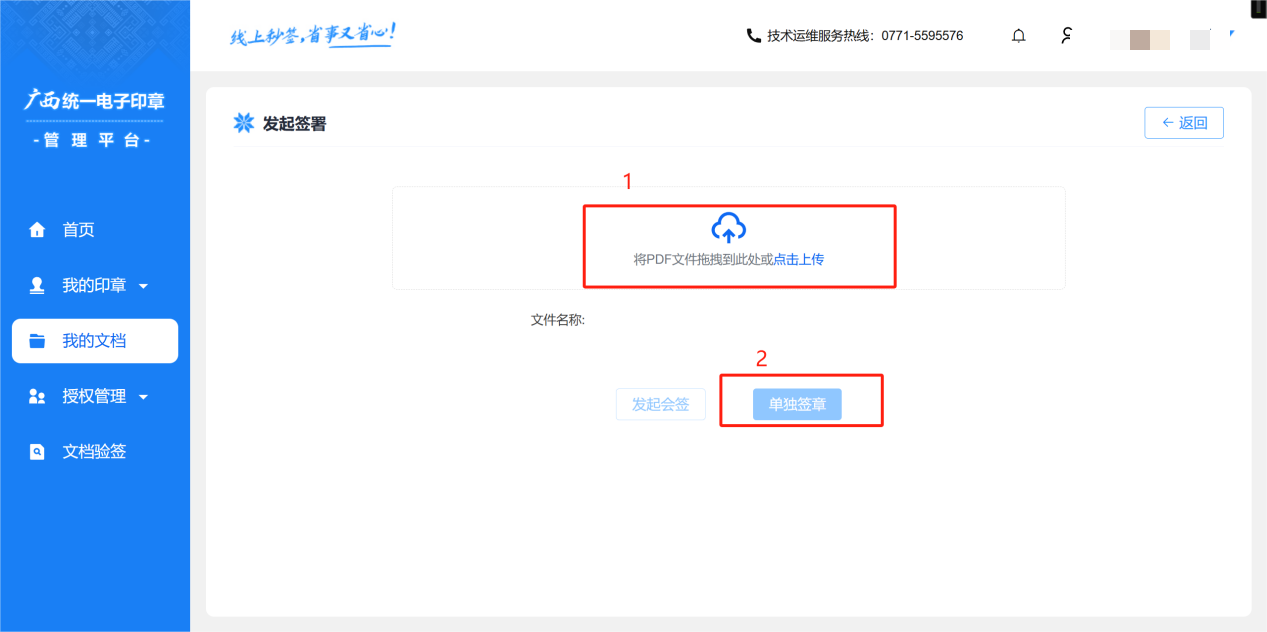 线上秒签,省事又省心!
技术运维服务热线：0771-5595576
广西统一电子印章
-管理平台-
首页
我的印章
我的文档
授权管理
文档验签
发起签署
返回
1
将PDF文件拖拽到此处或点击上传
文件名称:
2
发起会签
单独签章